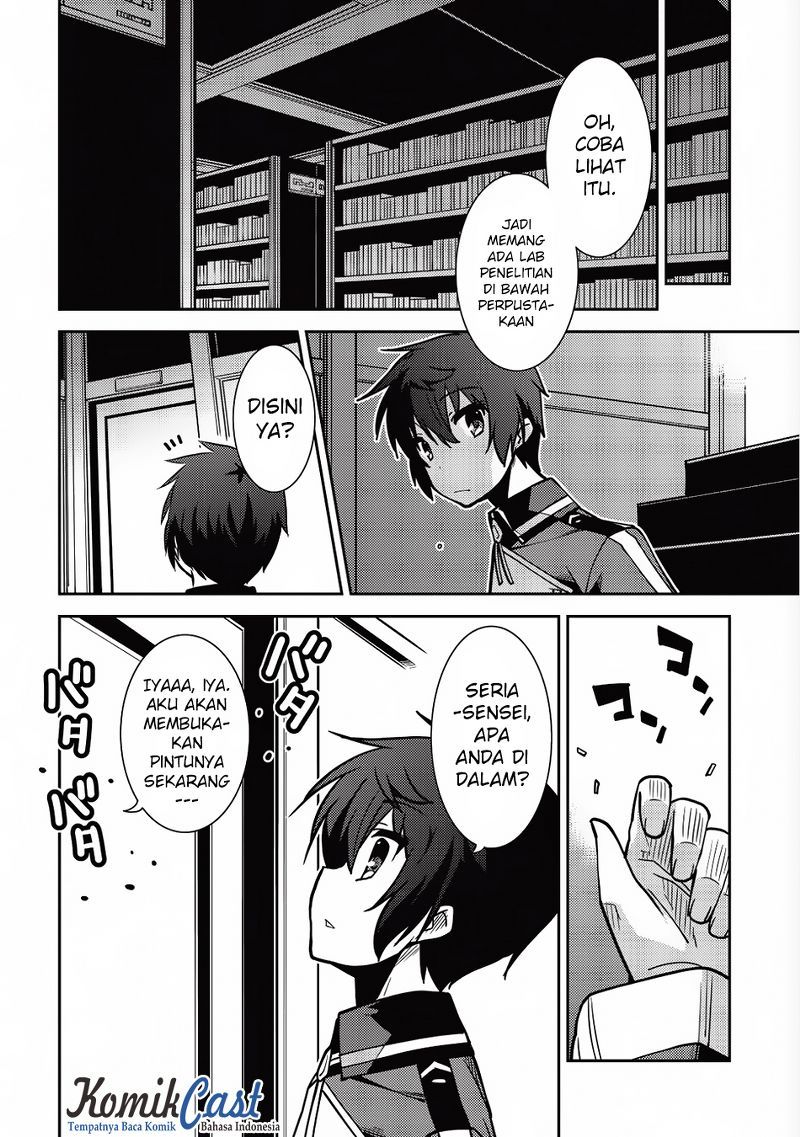 OH,
COBA
LIHAT
ITU.
JADI
MEMANG
ADA LAB
PENELITIAN
DI BAWAH
PERPUSTA-
KAAN
DISINI
YA?
コン
コン
SERIA
-SENSEI,
APA
ANDA DI
DALAM?
バタ
バタ
バタ
IYAAA, IYA.
AKU AKAN
MEMBUKA-
KAN
PINTUNYA
SEKARANG
---
KomikCast
Tempatnya Baca Komik Bahasa Indonesia